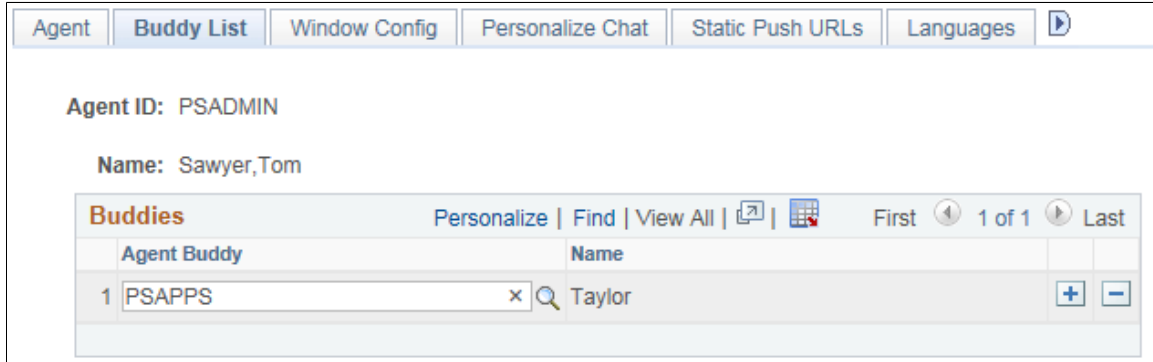 Agent Buddy List Window Config Personalize Chat Static Push URLs Languages
Agent ID: PSADMIN
Name: Sawyer,Tom
Buddies Personalize | Find | View All | | First 1 of 1 Last
Agent Buddy Name
1 PSAPPS × Taylor + −